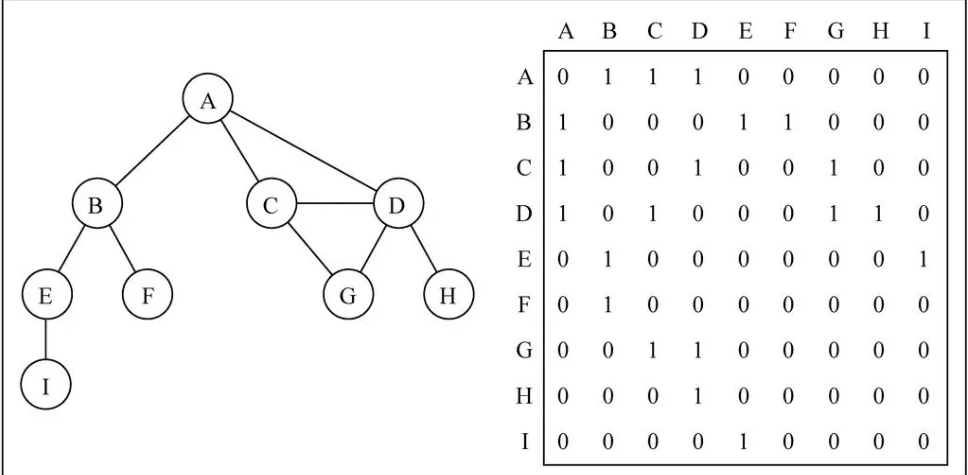 A
B
C
D
E
F
G
H
I
A B C D E F G H I
A 0 1 1 1 0 0 0 0 0
B 1 0 0 0 1 1 0 0 0
C 1 0 0 1 0 0 1 0 0
D 1 0 1 0 0 0 1 1 0
E 0 1 0 0 0 0 0 0 1
F 0 1 0 0 0 0 0 0 0
G 0 0 1 1 0 0 0 0 0
H 0 0 0 1 0 0 0 0 0
I 0 0 0 0 1 0 0 0 0